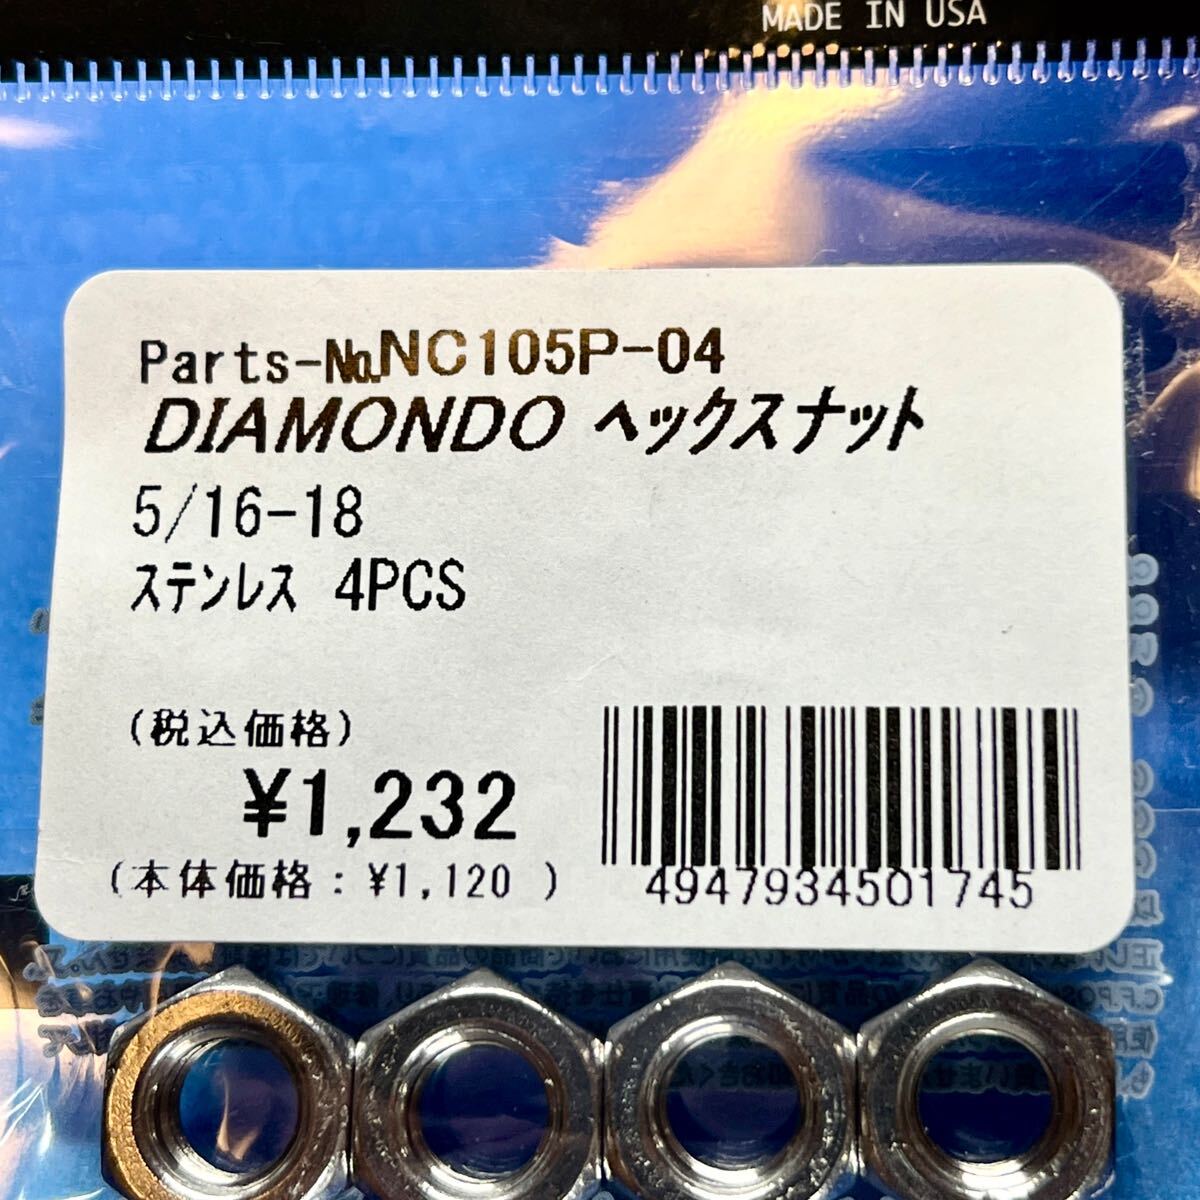 MADE IN USA
Parts-№NC105P-04
DIAMONDO ヘックスナット
5/16-18
ステンレス 4PCS
(税込価格)
¥1,232
(本体価格:¥1,120 )
4947934501745